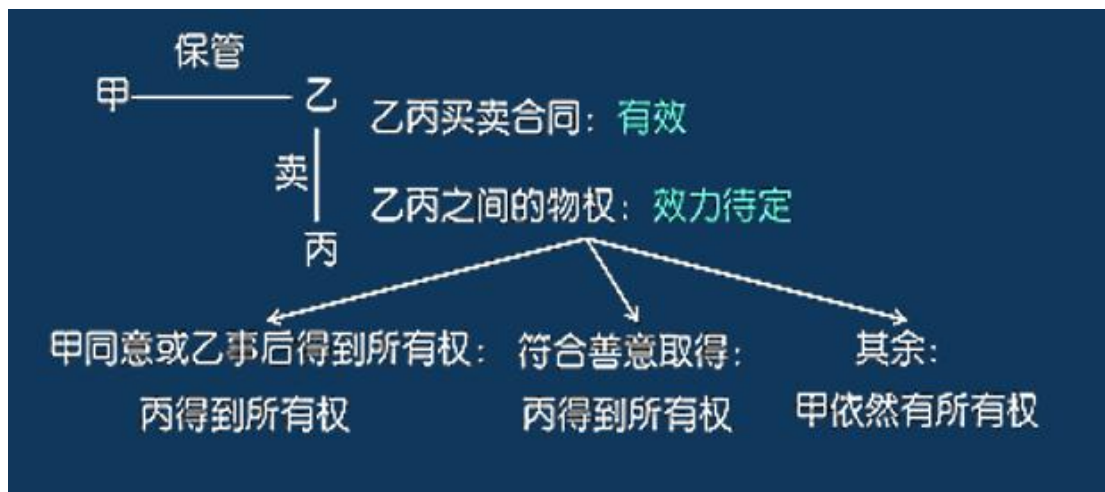 保管
甲
乙
乙丙买卖合同：有效
卖
乙丙之间的物权：效力待定
丙
甲同意或乙事后得到所有权：
丙得到所有权
符合善意取得：
丙得到所有权
其余：
甲依然有所有权